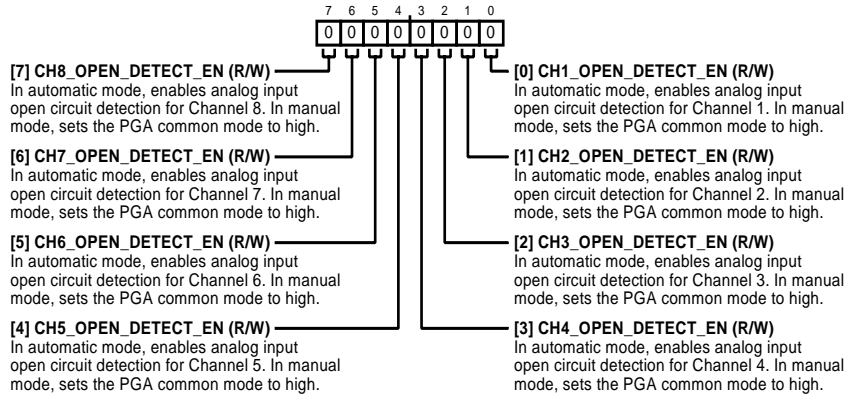 7 6 5 4 3 2 1 0
0 0 0 0 0 0 0 0
[7] CH8_OPEN_DETECT_EN (R/W)
In automatic mode, enables analog input
open circuit detection for Channel 8. In manual
mode, sets the PGA common mode to high.
[0] CH1_OPEN_DETECT_EN (R/W)
In automatic mode, enables analog input
open circuit detection for Channel 1. In manual
mode, sets the PGA common mode to high.
[6] CH7_OPEN_DETECT_EN (R/W)
In automatic mode, enables analog input
open circuit detection for Channel 7. In manual
mode, sets the PGA common mode to high.
[1] CH2_OPEN_DETECT_EN (R/W)
In automatic mode, enables analog input
open circuit detection for Channel 2. In manual
mode, sets the PGA common mode to high.
[5] CH6_OPEN_DETECT_EN (R/W)
In automatic mode, enables analog input
open circuit detection for Channel 6. In manual
mode, sets the PGA common mode to high.
[2] CH3_OPEN_DETECT_EN (R/W)
In automatic mode, enables analog input
open circuit detection for Channel 3. In manual
mode, sets the PGA common mode to high.
[4] CH5_OPEN_DETECT_EN (R/W)
In automatic mode, enables analog input
open circuit detection for Channel 5. In manual
mode, sets the PGA common mode to high.
[3] CH4_OPEN_DETECT_EN (R/W)
In automatic mode, enables analog input
open circuit detection for Channel 4. In manual
mode, sets the PGA common mode to high.